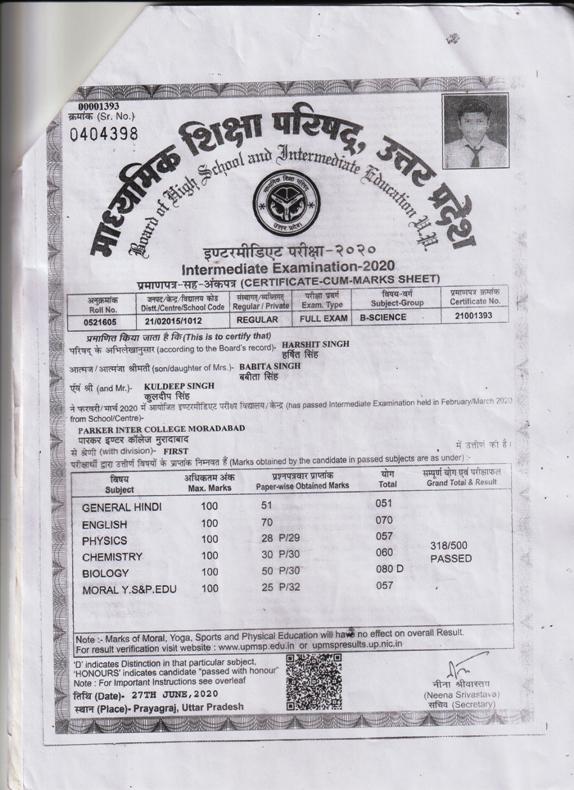 00001393
क्रमांक (Sr. No.)
0404398
माध्यमिक शिक्षा परिषद्, उत्तर प्रदेश
Board of High School and Intermediate Education U.P.
इण्टरमीडिएट परीक्षा-२०२०
Intermediate Examination-2020
प्रमाणपत्र-सह-अंकपत्र (CERTIFICATE-CUM-MARKS SHEET)
अनुक्रमांक जनपद/केन्द्र/विद्यालय कोड संस्थागत/व्यक्तिगत परीक्षा प्रवर्ग विषय-वर्ग प्रमाणपत्र क्रमांक
Roll No. Distt./Centre/School Code Regular / Private Exam. Type Subject-Group Certificate No.
0521605 21/02015/1012 REGULAR FULL EXAM B-SCIENCE 21001393
प्रमाणित किया जाता है कि (This is to certify that)
परिषद् के अभिलेखानुसार (according to the Board's record)- HARSHIT SINGH
हर्षित सिंह
आत्मज/आत्मजा श्रीमती (son/daughter of Mrs.)- BABITA SINGH
बबीता सिंह
एवं श्री (and Mr.)- KULDEEP SINGH
कुलदीप सिंह
ने फरवरी/मार्च 2020 में आयोजित इण्टरमीडिएट परीक्षा विद्यालय/केन्द्र (has passed Intermediate Examination held in February/March 2020
from School/Centre)-
PARKER INTER COLLEGE MORADABAD
पारकर इण्टर कॉलेज मुरादाबाद
से श्रेणी (with division)- FIRST में उत्तीर्ण की है।
परीक्षार्थी द्वारा उत्तीर्ण विषयों के प्राप्तांक निम्नवत हैं (Marks obtained by the candidate in passed subjects are as under) :-
विषय अधिकतम अंक प्रश्नपत्रवार प्राप्तांक योग सम्पूर्ण योग एवं परीक्षाफल
Subject Max. Marks Paper-wise Obtained Marks Total Grand Total & Result
GENERAL HINDI 100 51 051
ENGLISH 100 70 070
PHYSICS 100 28 P/29 057
318/500
CHEMISTRY 100 30 P/30 060
PASSED
BIOLOGY 100 50 P/30 080 D
MORAL Y.S&P.EDU 100 25 P/32 057
Note :- Marks of Moral, Yoga, Sports and Physical Education will have no effect on overall Result.
For result verification visit website : www.upmsp.edu.in or upmspresults.up.nic.in
'D' indicates Distinction in that particular subject,
'HONOURS' indicates candidate "passed with honour"
Note : For Important Instructions see overleaf
तिथि (Date)- 27TH JUNE,2020
स्थान (Place)- Prayagraj, Uttar Pradesh
नीना श्रीवास्तव
(Neena Srivastava)
सचिव (Secretary)